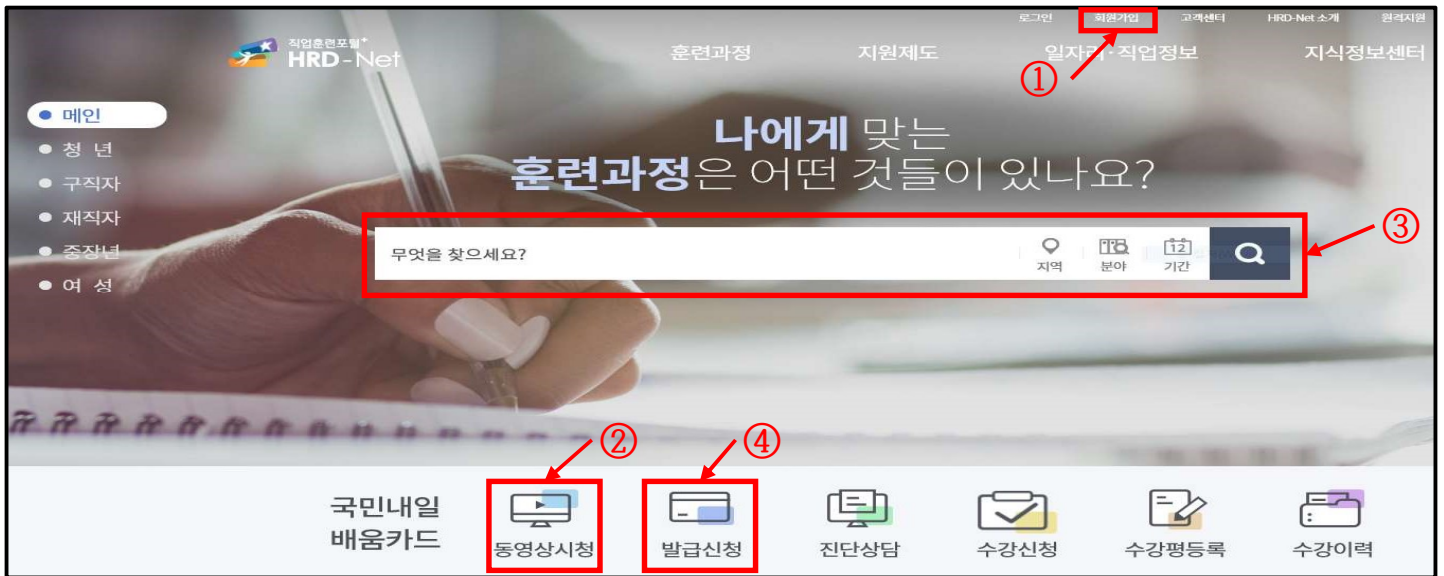 로그인 회원가입 고객센터 HRD-Net 소개 원격지원
직업훈련포털+
HRD-Net
훈련과정 지원제도 일자리·직업정보 지식정보센터
①
메인
청 년
구직자
재직자
중장년
여 성
나에게 맞는
훈련과정은 어떤 것들이 있나요?
③
무엇을 찾으세요?
지역 분야 12 기간
② ④
국민내일
배움카드
동영상시청 발급신청 진단상담 수강신청 수강평등록 수강이력